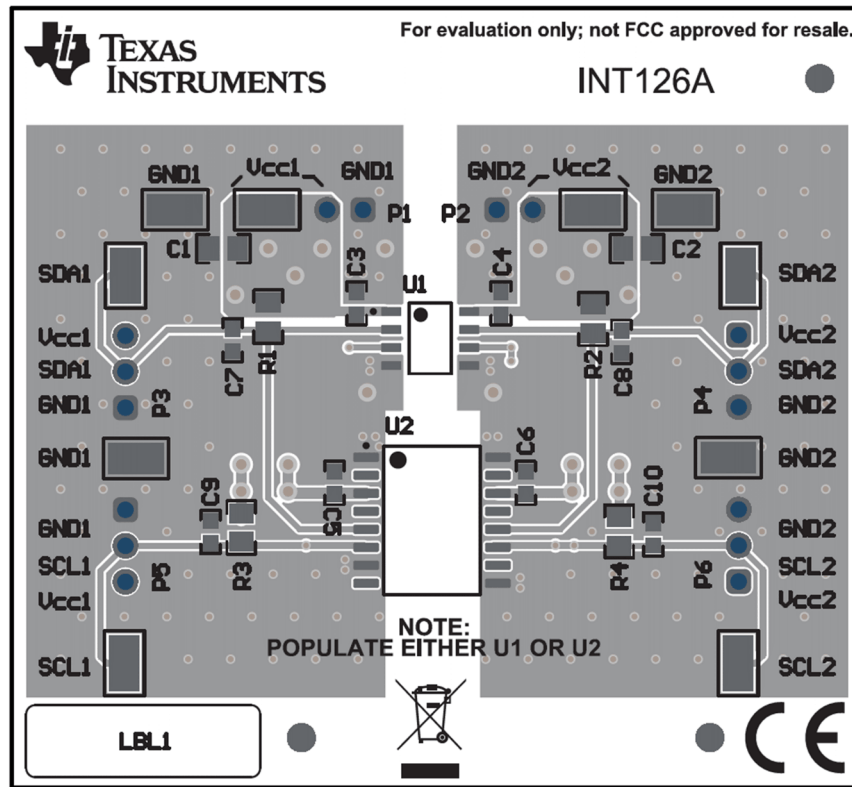 For evaluation only; not FCC approved for resale.
TEXAS
INSTRUMENTS
INT126A
GND1 Vcc1 GND1 GND2 Vcc2 GND2
P1 P2
C1 C2
SDA1 C3 U1 C4 SDA2
Vcc1 Vcc2
SDA1 C7 R1 R2 C8 SDA2
GND1 P3 P4 GND2
U2
GND1 C6 GND2
C9 C5 C10
GND1 GND2
SCL1 P5 R3 R4 P6 SCL2
Vcc1 Vcc2
NOTE:
POPULATE EITHER U1 OR U2
SCL1 SCL2
LBL1
CE